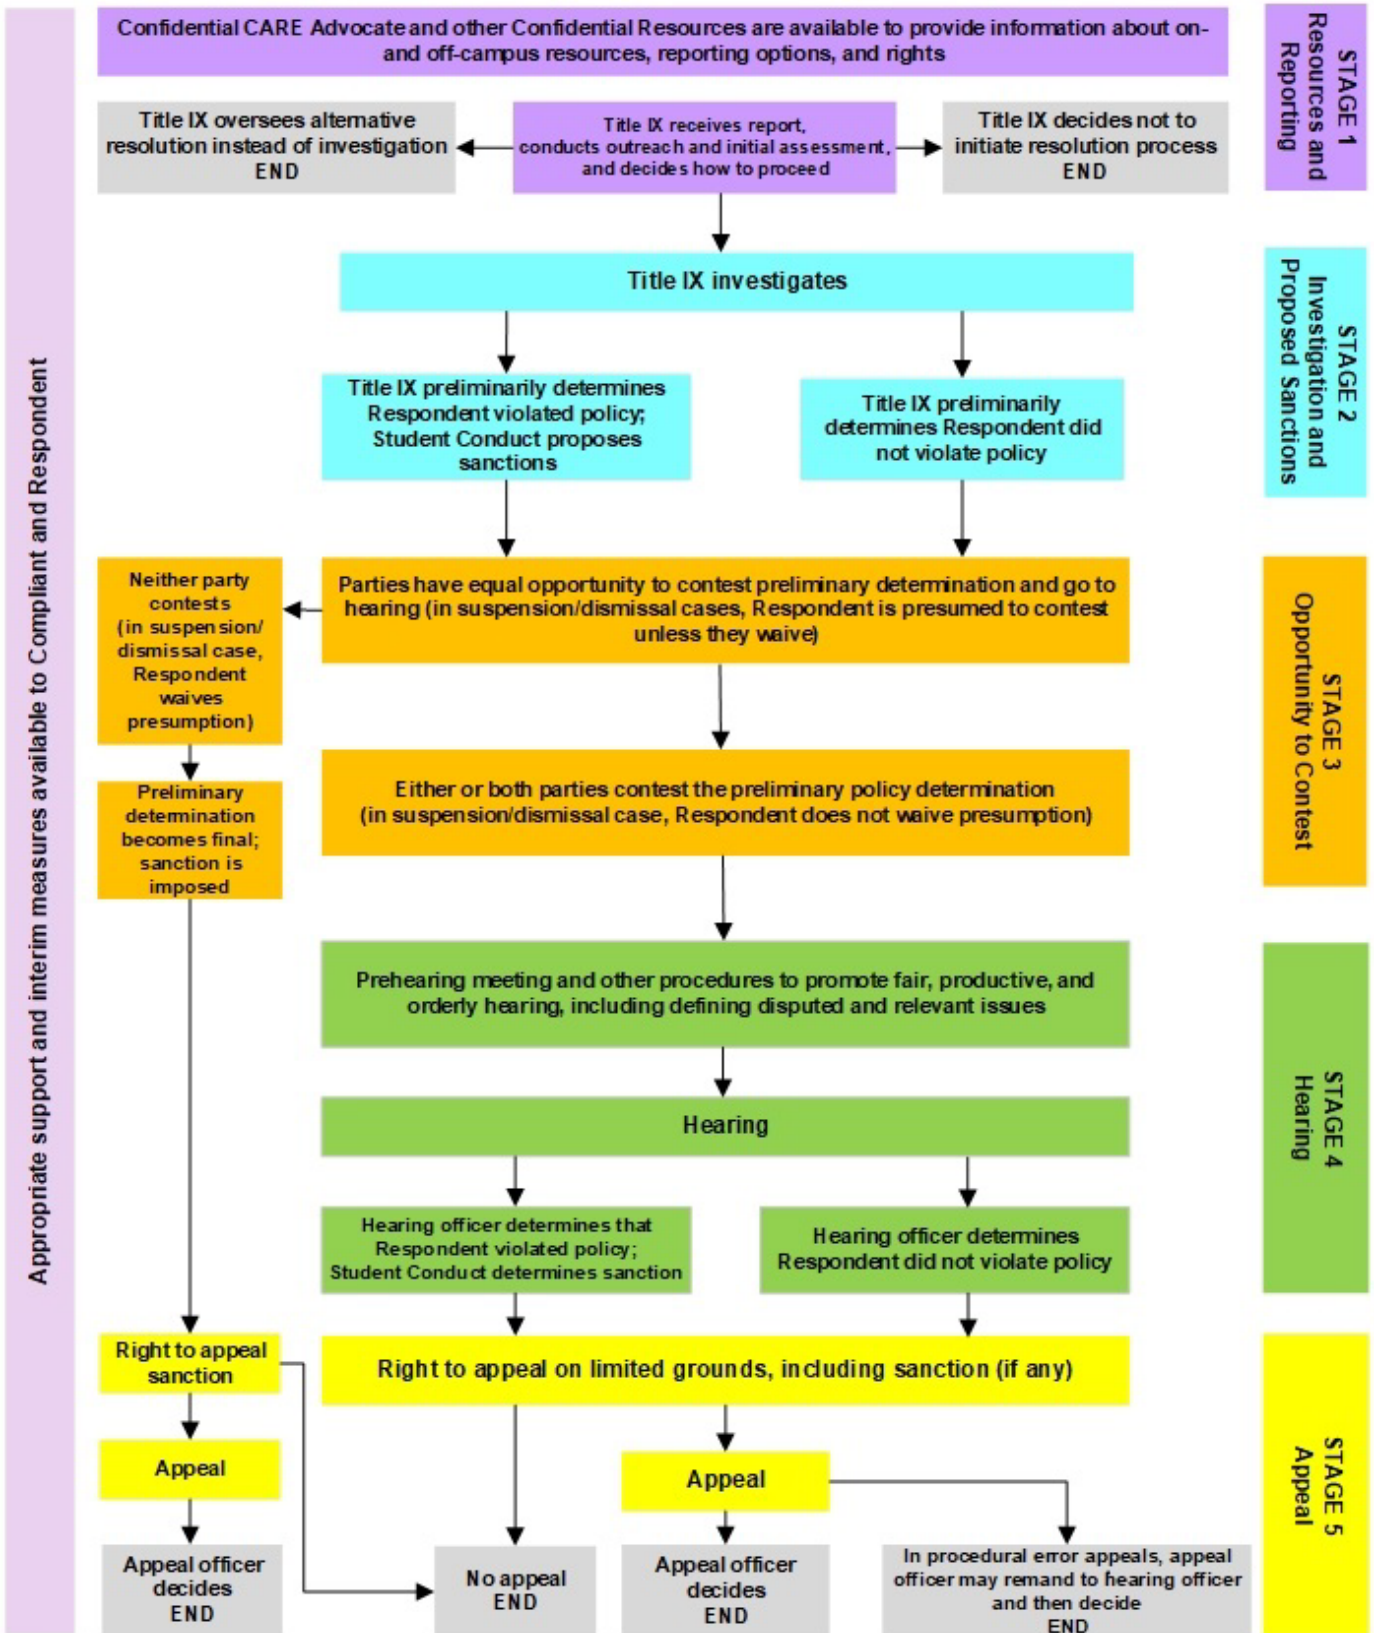 Confidential CARE Advocate and other Confidential Resources are available to provide information about on-
and off-campus resources, reporting options, and rights
STAGE 1
Resources and
Reporting
Title IX oversees alternative
resolution instead of investigation
END
Title IX receives report,
conducts outreach and initial assessment,
and decides how to proceed
Title IX decides not to
initiate resolution process
END
Appropriate support and interim measures available to Compliant and Respondent
Title IX investigates
STAGE 2
Investigation and
Proposed Sanctions
Title IX preliminarily determines
Respondent violated policy;
Student Conduct proposes
sanctions
Title IX preliminarily
determines Respondent did
not violate policy
Neither party
contests
(in suspension/
dismissal case,
Respondent
waives
presumption)
Parties have equal opportunity to contest preliminary determination and go to
hearing (in suspension/dismissal cases, Respondent is presumed to contest
unless they waive)
STAGE 3
Opportunity to Contest
Preliminary
determination
becomes final;
sanction is
imposed
Either or both parties contest the preliminary policy determination
(in suspension/dismissal case, Respondent does not waive presumption)
Prehearing meeting and other procedures to promote fair, productive, and
orderly hearing, including defining disputed and relevant issues
STAGE 4
Hearing
Hearing
Hearing officer determines that
Respondent violated policy;
Student Conduct determines sanction
Hearing officer determines
Respondent did not violate policy
Right to appeal
sanction
Right to appeal on limited grounds, including sanction (if any)
STAGE 5
Appeal
Appeal
Appeal
Appeal officer
decides
END
No appeal
END
Appeal officer
decides
END
In procedural error appeals, appeal
officer may remand to hearing officer
and then decide
END